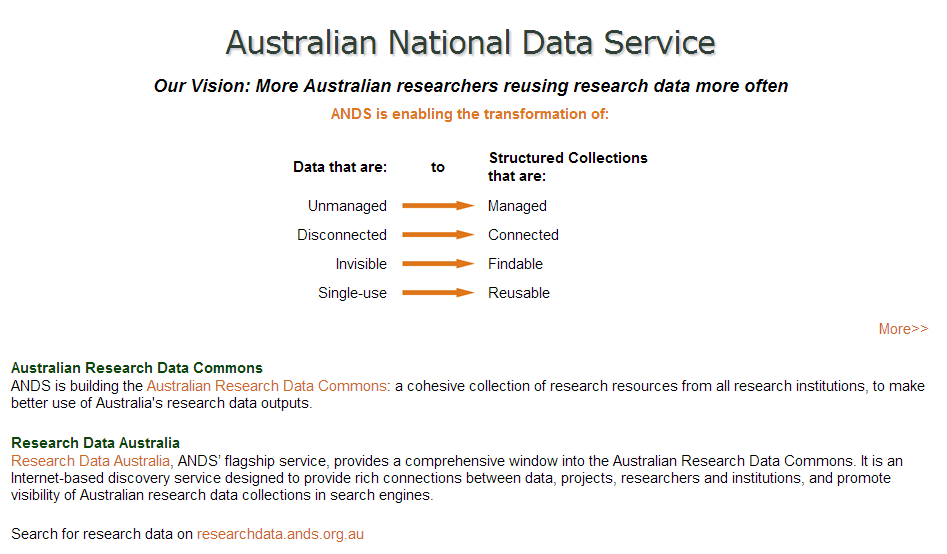 Australian National Data Service
Our Vision: More Australian researchers reusing research data more often
ANDS is enabling the transformation of:
Data that are: to Structured Collections
that are:
Unmanaged Managed
Disconnected Connected
Invisible Findable
Single-use Reusable
More>>
Australian Research Data Commons
ANDS is building the Australian Research Data Commons: a cohesive collection of research resources from all research institutions, to make
better use of Australia's research data outputs.
Research Data Australia
Research Data Australia, ANDS’ flagship service, provides a comprehensive window into the Australian Research Data Commons. It is an
Internet-based discovery service designed to provide rich connections between data, projects, researchers and institutions, and promote
visibility of Australian research data collections in search engines.
Search for research data on researchdata.ands.org.au